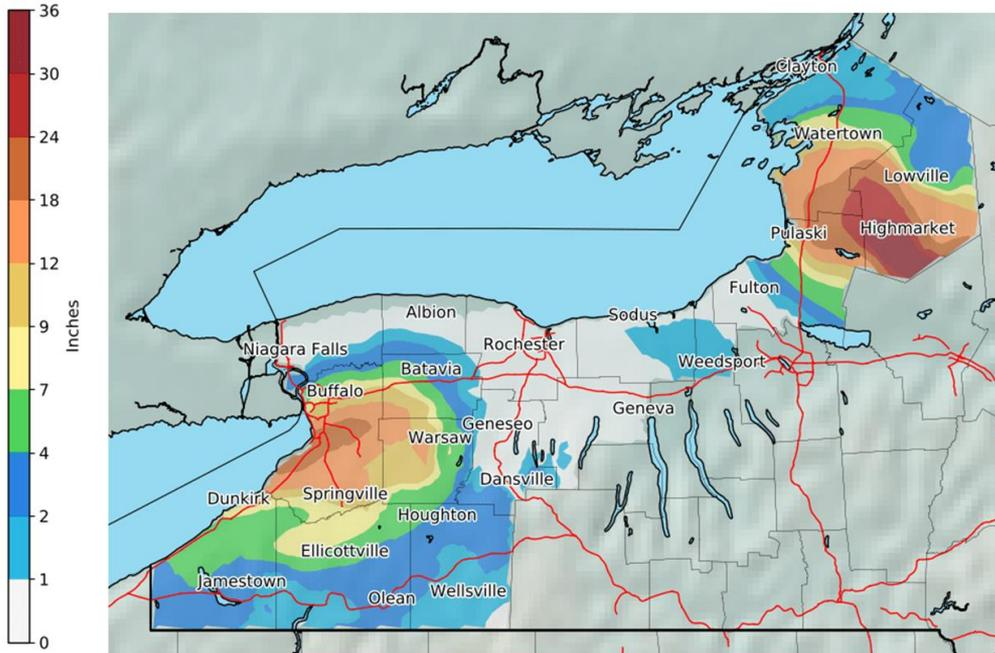 36
30
24
18
12
9
7
4
2
1
0
Inches
Clayton
Watertown
Lowville
Highmarket
Pulaski
Fulton
Albion
Sodus
Niagara Falls
Rochester
Weedsport
Batavia
Buffalo
Geneva
Geneseo
Warsaw
Dansville
Dunkirk
Springville
Houghton
Ellicottville
Jamestown
Olean
Wellsville